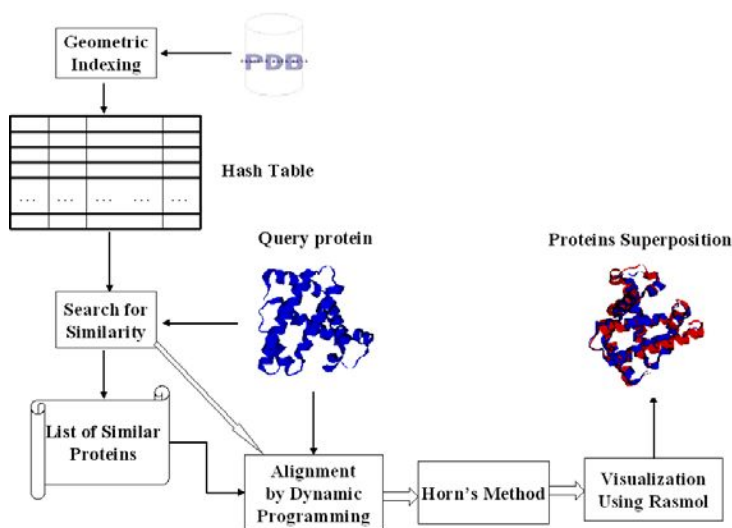 Geometric
Indexing
PDB
Hash Table
... ... ... ... ...
Query protein
Proteins Superposition
Search for
Similarity
List of Similar
Proteins
Alignment
by Dynamic
Programming
Horn's Method
Visualization
Using Rasmol